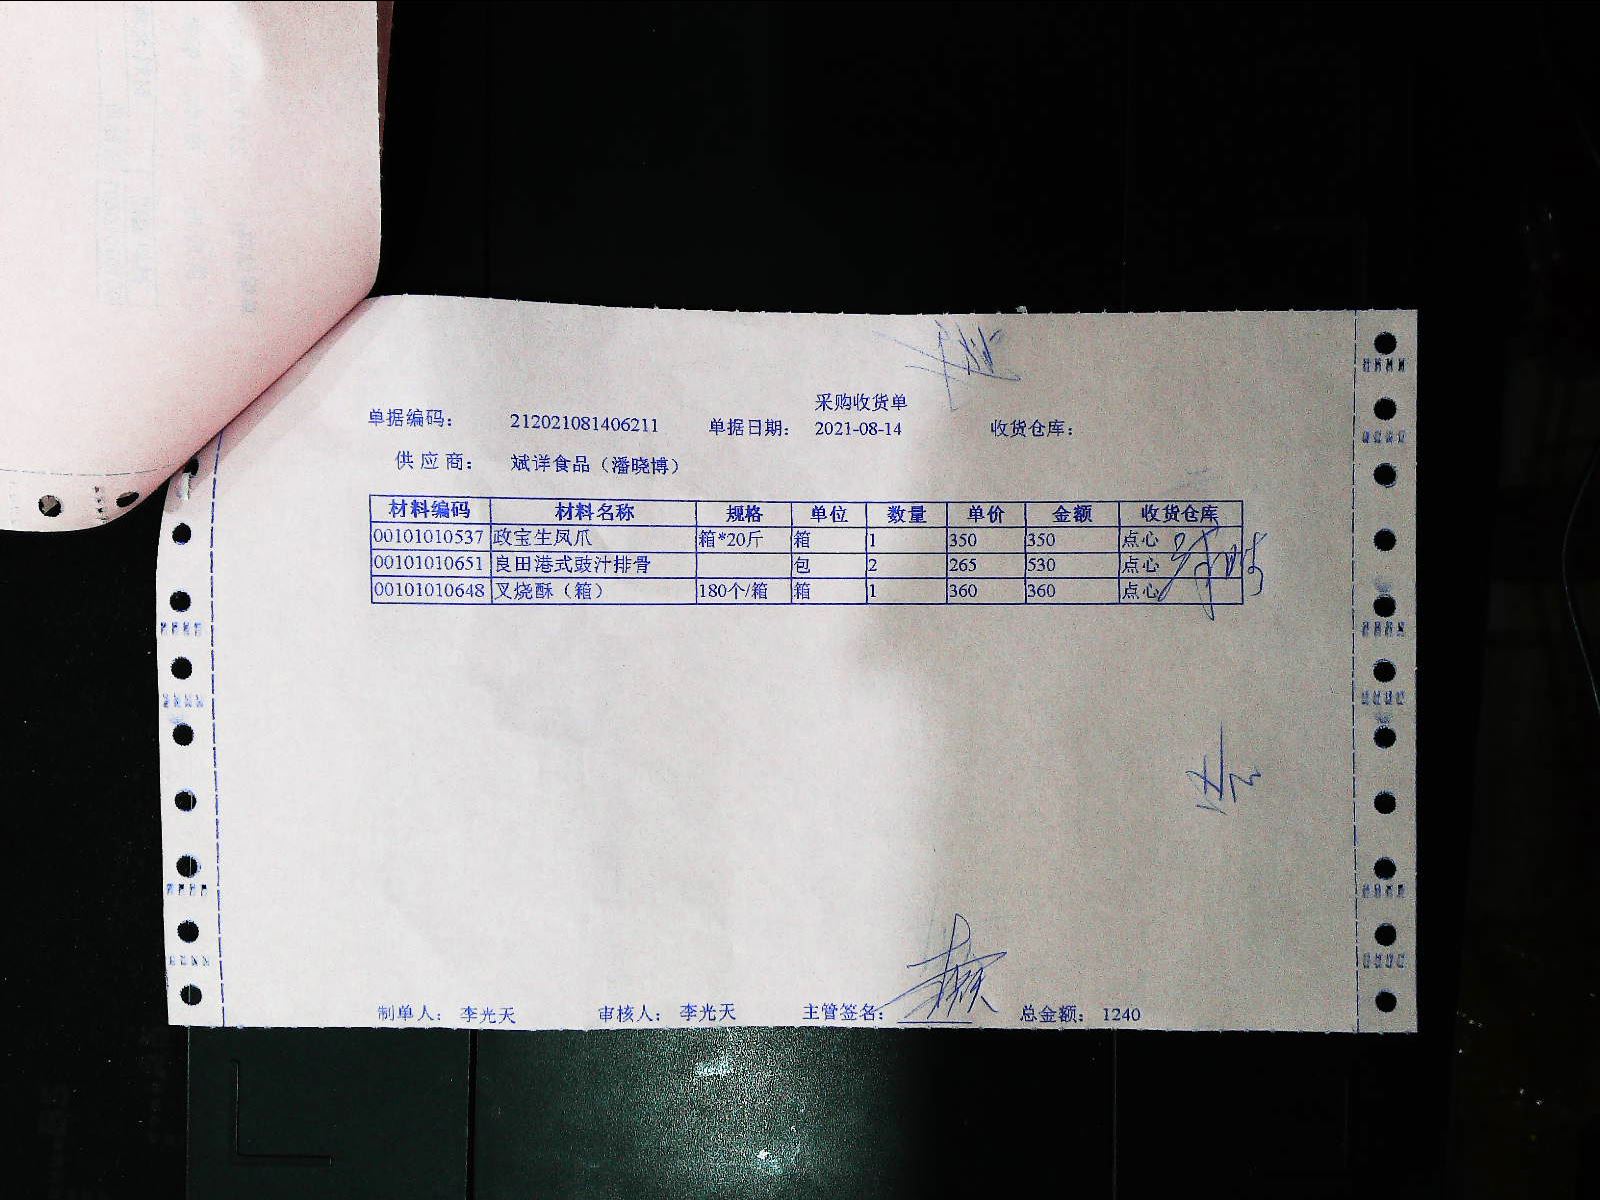 采购收货单
单据编码: 212021081406211 单据日期: 2021-08-14 收货仓库:
供应商: 斌详食品（潘晓博）
材料编码 材料名称 规格 单位 数量 单价 金额 收货仓库
00101010537 政宝生凤爪 箱*20斤 箱 1 350 350 点心
00101010651 良田港式豉汁排骨 包 2 265 530 点心
00101010648 叉烧酥（箱） 180个/箱 箱 1 360 360 点心
制单人: 李光天 审核人: 李光天 主管签名: 总金额: 1240